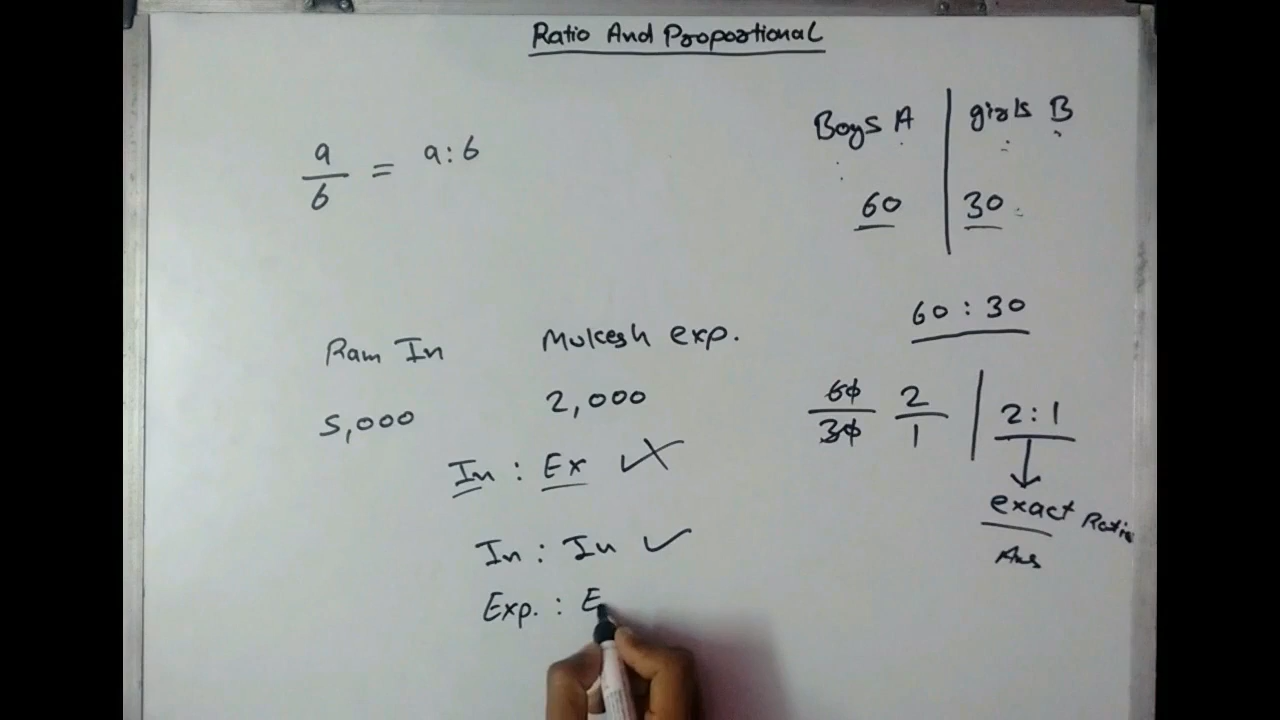 Ratio And Proportional
a
b
= a:b
Boys A | girls B
60 | 30
60 : 30
60
30
2
1
2:1
exact Ratio
Ans
Ram In Mukesh exp.
5,000 2,000
In : Ex
In : In
Exp. : E